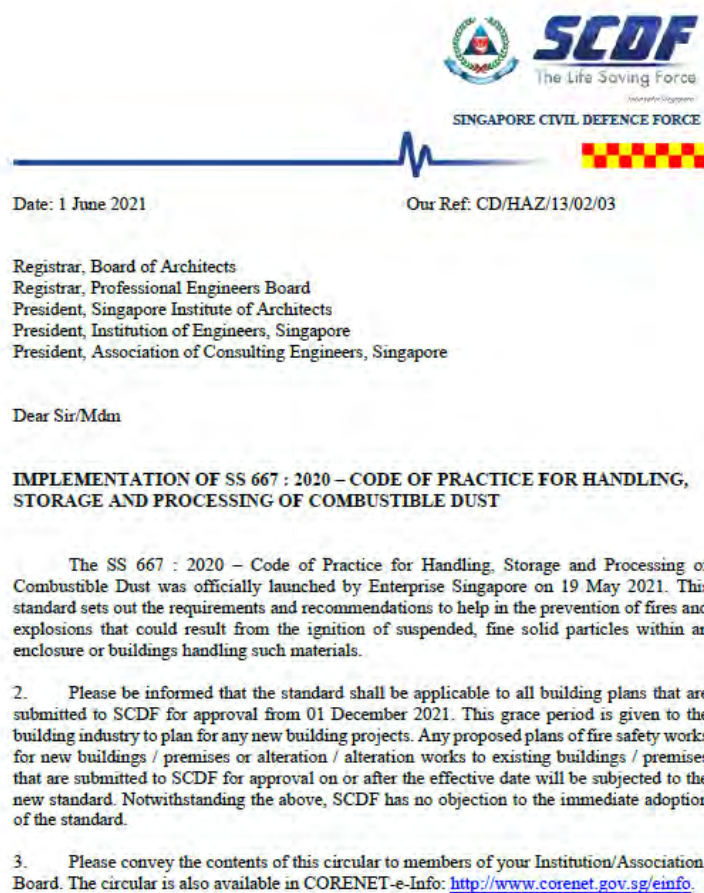 SCDF
The Life Saving Force
SINGAPORE CIVIL DEFENCE FORCE
Date: 1 June 2021 Our Ref: CD/HAZ/13/02/03
Registrar, Board of Architects
Registrar, Professional Engineers Board
President, Singapore Institute of Architects
President, Institution of Engineers, Singapore
President, Association of Consulting Engineers, Singapore
Dear Sir/Mdm
IMPLEMENTATION OF SS 667 : 2020 – CODE OF PRACTICE FOR HANDLING,
STORAGE AND PROCESSING OF COMBUSTIBLE DUST
The SS 667 : 2020 – Code of Practice for Handling, Storage and Processing of
Combustible Dust was officially launched by Enterprise Singapore on 19 May 2021. This
standard sets out the requirements and recommendations to help in the prevention of fires and
explosions that could result from the ignition of suspended, fine solid particles within an
enclosure or buildings handling such materials.
2. Please be informed that the standard shall be applicable to all building plans that are
submitted to SCDF for approval from 01 December 2021. This grace period is given to the
building industry to plan for any new building projects. Any proposed plans of fire safety works
for new buildings / premises or alteration / alteration works to existing buildings / premises
that are submitted to SCDF for approval on or after the effective date will be subjected to the
new standard. Notwithstanding the above, SCDF has no objection to the immediate adoption
of the standard.
3. Please convey the contents of this circular to members of your Institution/Association
Board. The circular is also available in CORENET-e-Info: http://www.corenet.gov.sg/einfo.